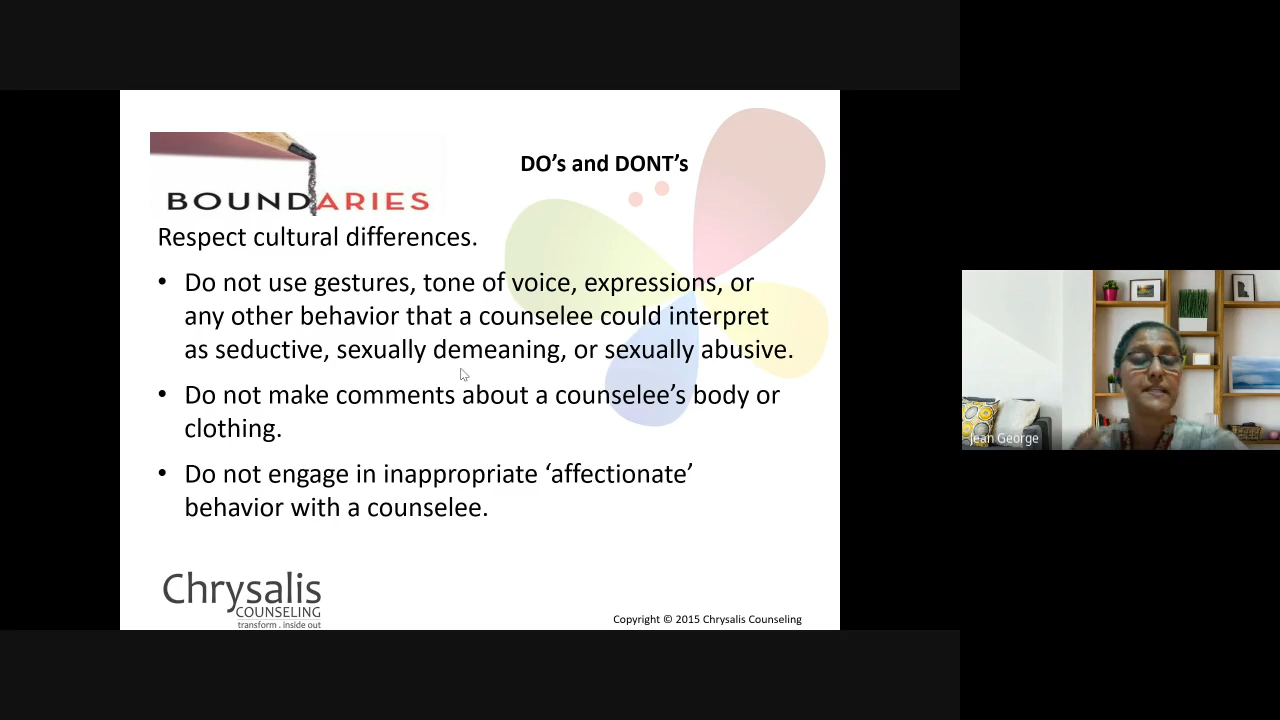 DO’s and DONT’s
BOUNDARIES
Respect cultural differences.
• Do not use gestures, tone of voice, expressions, or
any other behavior that a counselee could interpret
as seductive, sexually demeaning, or sexually abusive.
• Do not make comments about a counselee’s body or
clothing.
• Do not engage in inappropriate ‘affectionate’
behavior with a counselee.
Chrysalis
COUNSELING
transform . inside out
Copyright © 2015 Chrysalis Counseling
Jean George